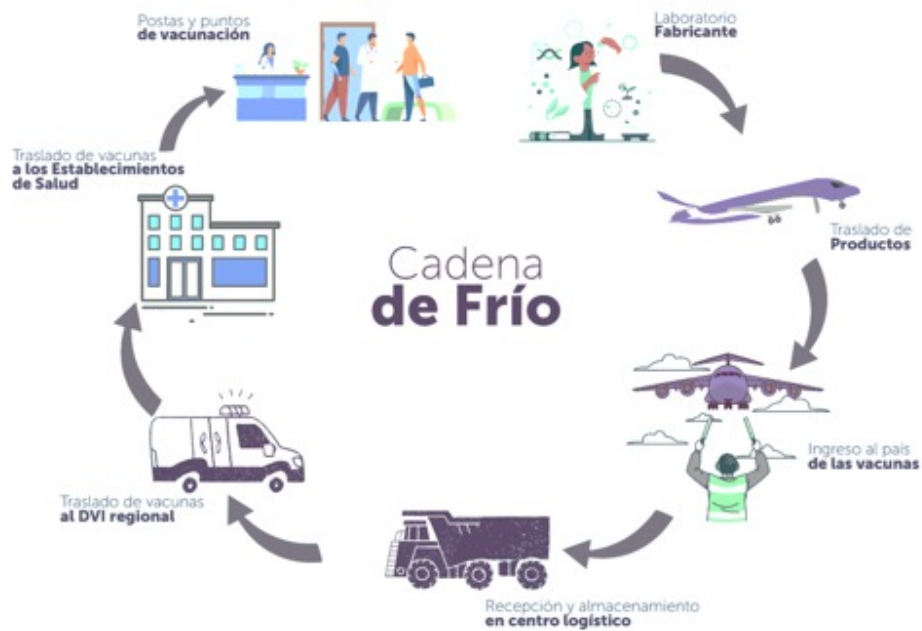 Cadena
de Frío
Laboratorio
Fabricante
Traslado de
Productos
Ingreso al país
de las vacunas
Recepción y almacenamiento
en centro logístico
Traslado de vacunas
al DVI regional
Traslado de vacunas
a los Establecimientos
de Salud
Postas y puntos
de vacunación